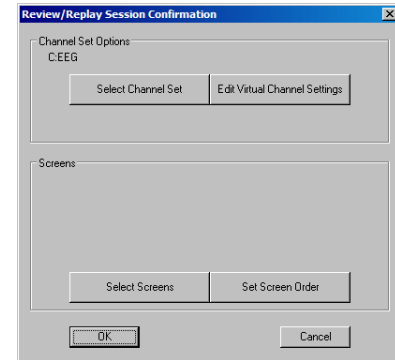 Review/Replay Session Confirmation
Channel Set Options
C:EEG
Select Channel Set
Edit Virtual Channel Settings
Screens
Select Screens
Set Screen Order
OK
Cancel